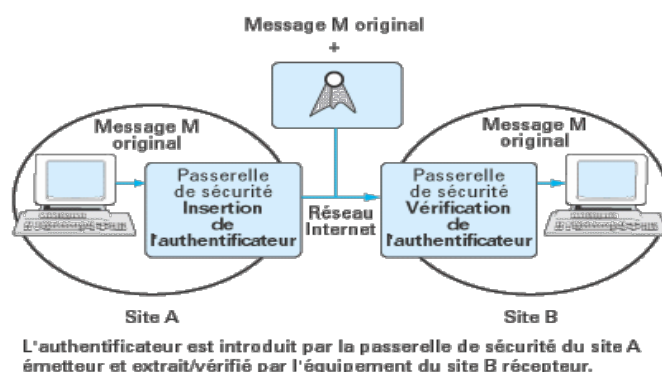 Message M original
+
Message M
original
Passerelle
de sécurité
Insertion
de
l'authentificateur
Réseau
Internet
Passerelle
de sécurité
Vérification
de
l'authentificateur
Message M
original
Site A
Site B
L'authentificateur est introduit par la passerelle de sécurité du site A
émetteur et extrait/vérifié par l'équipement du site B récepteur.